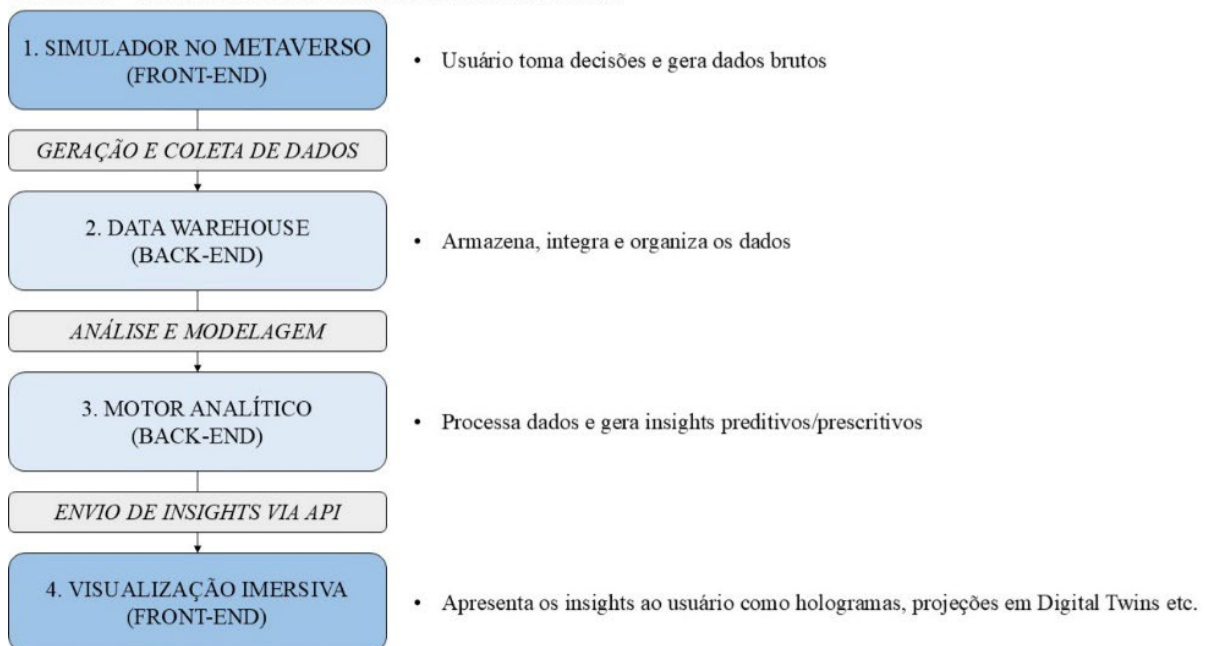 1. SIMULADOR NO METAVERSO
(FRONT-END)
• Usuário toma decisões e gera dados brutos
GERAÇÃO E COLETA DE DADOS
2. DATA WAREHOUSE
(BACK-END)
• Armazena, integra e organiza os dados
ANÁLISE E MODELAGEM
3. MOTOR ANALÍTICO
(BACK-END)
• Processa dados e gera insights preditivos/prescritivos
ENVIO DE INSIGHTS VIA API
4. VISUALIZAÇÃO IMERSIVA
(FRONT-END)
• Apresenta os insights ao usuário como hologramas, projeções em Digital Twins etc.